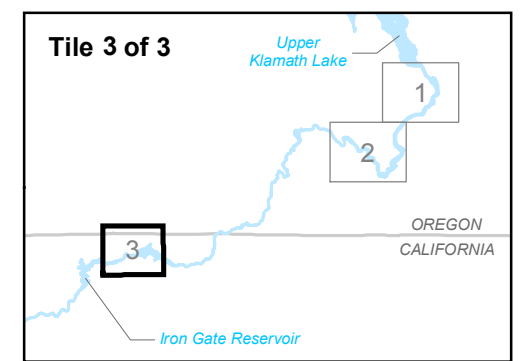 Tile 3 of 3
Upper
Klamath Lake
1
2
OREGON
CALIFORNIA
3
Iron Gate Reservoir